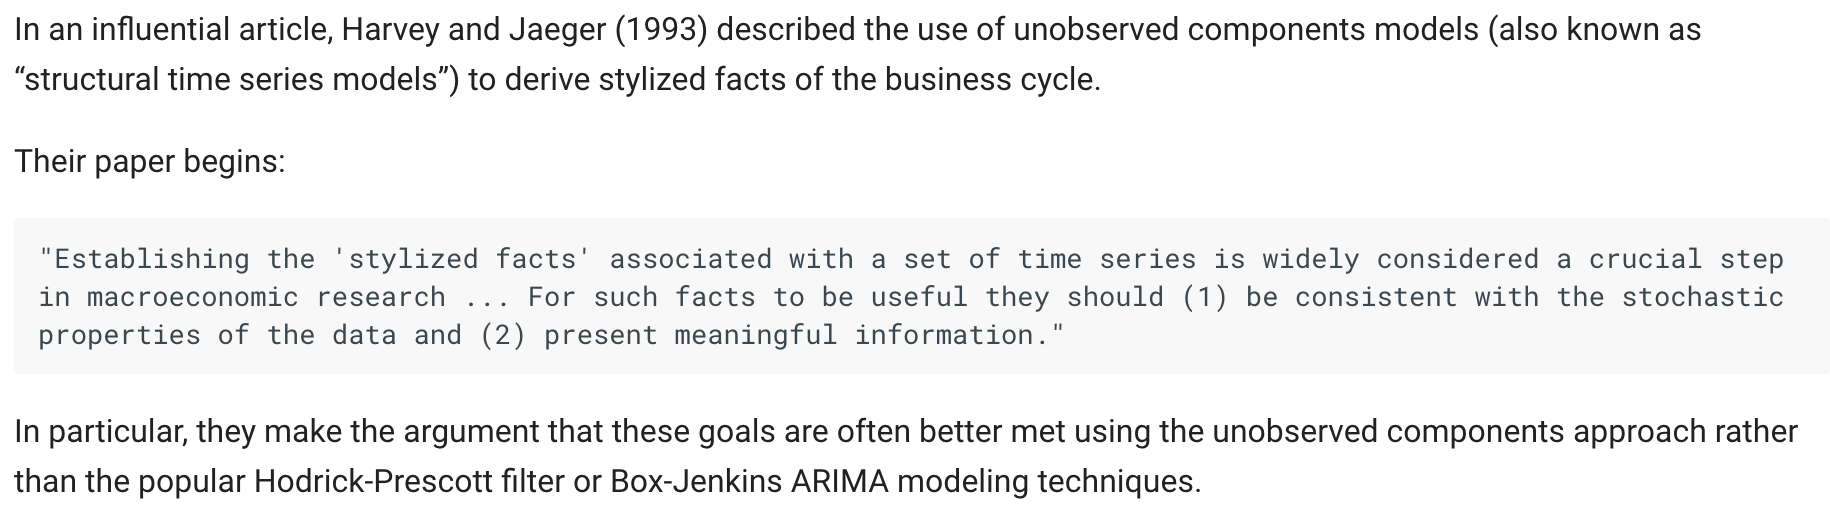 In an influential article, Harvey and Jaeger (1993) described the use of unobserved components models (also known as
“structural time series models”) to derive stylized facts of the business cycle.
Their paper begins:
"Establishing the 'stylized facts' associated with a set of time series is widely considered a crucial step
in macroeconomic research ... For such facts to be useful they should (1) be consistent with the stochastic
properties of the data and (2) present meaningful information."
In particular, they make the argument that these goals are often better met using the unobserved components approach rather
than the popular Hodrick-Prescott filter or Box-Jenkins ARIMA modeling techniques.